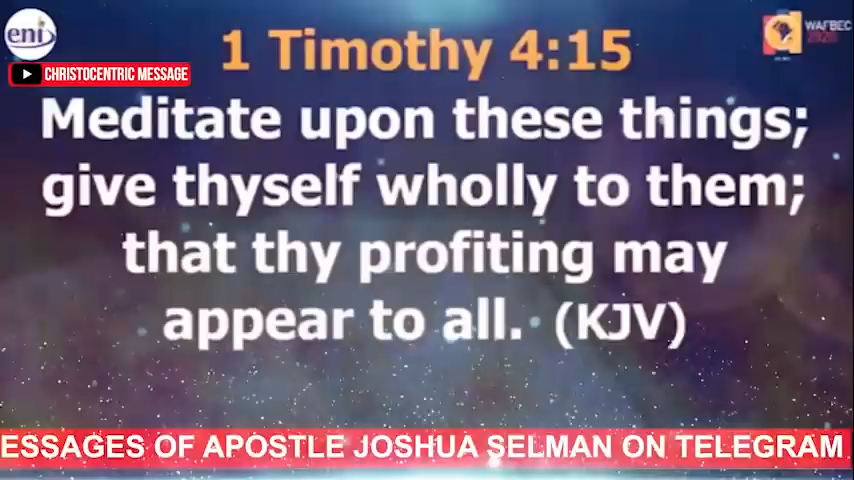 eni
WAFBEC
2020
CHRISTOCENTRIC MESSAGE
1 Timothy 4:15
Meditate upon these things;
give thyself wholly to them;
that thy profiting may
appear to all. (KJV)
ESSAGES OF APOSTLE JOSHUA SELMAN ON TELEGRAM